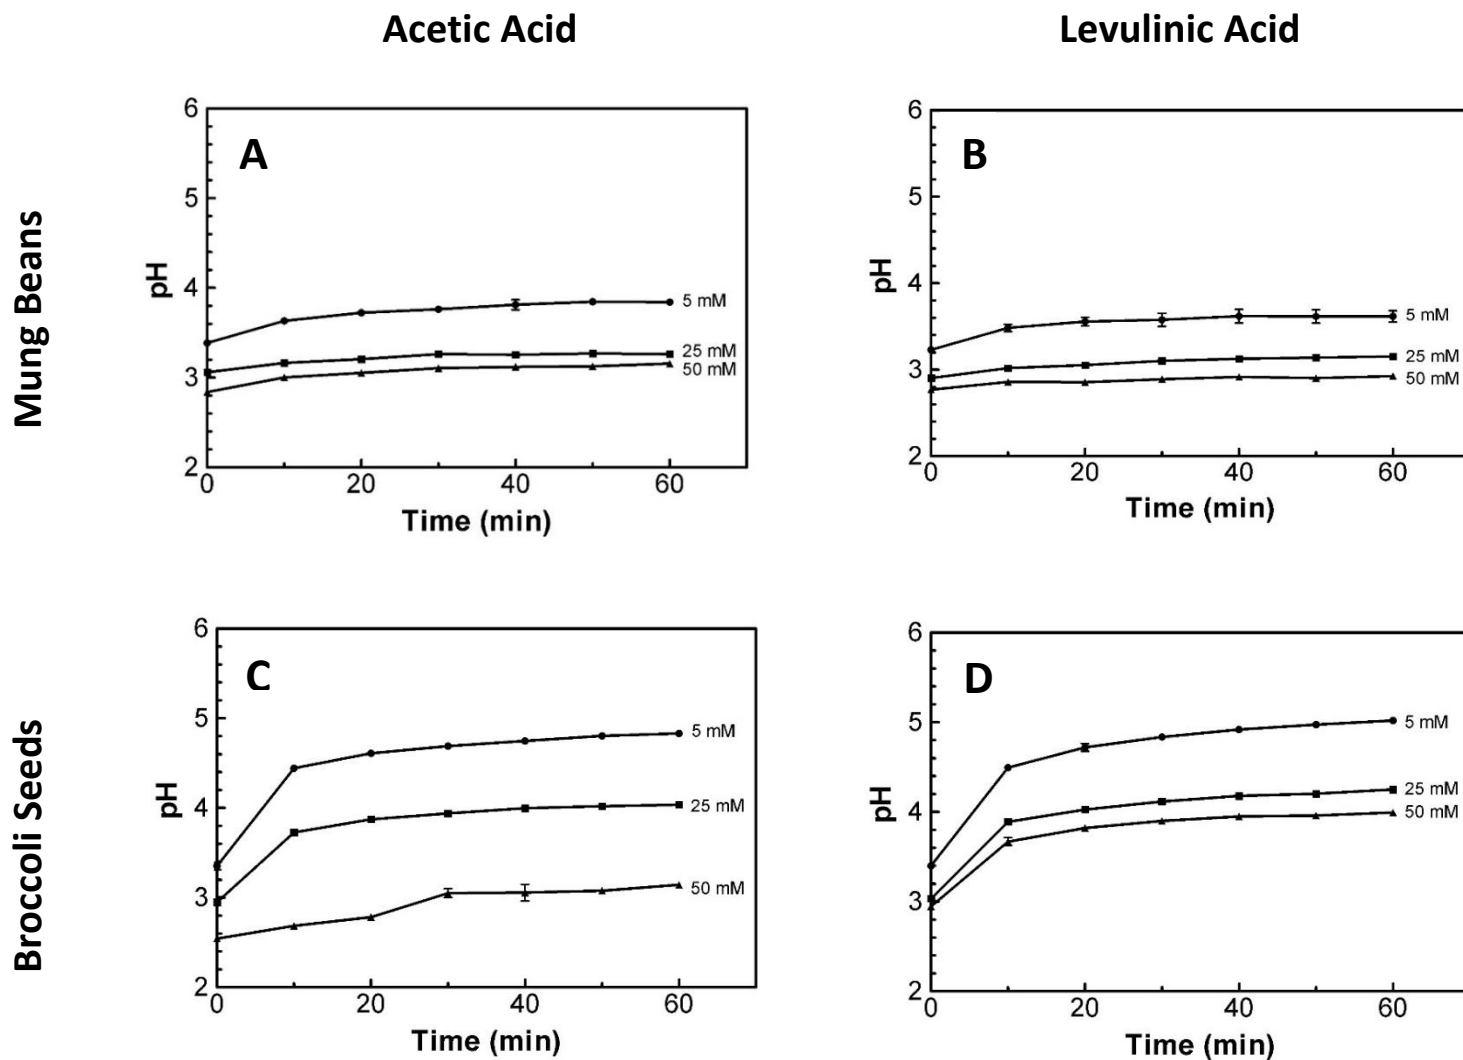 Acetic Acid
Levulinic Acid
Mung Beans
Broccoli Seeds
A
6
5
4
3
2
pH
5 mM
25 mM
50 mM
0 20 40 60
Time (min)
B
6
5
4
3
2
pH
5 mM
25 mM
50 mM
0 20 40 60
Time (min)
C
6
5
4
3
2
pH
5 mM
25 mM
50 mM
0 20 40 60
Time (min)
D
6
5
4
3
2
pH
5 mM
25 mM
50 mM
0 20 40 60
Time (min)